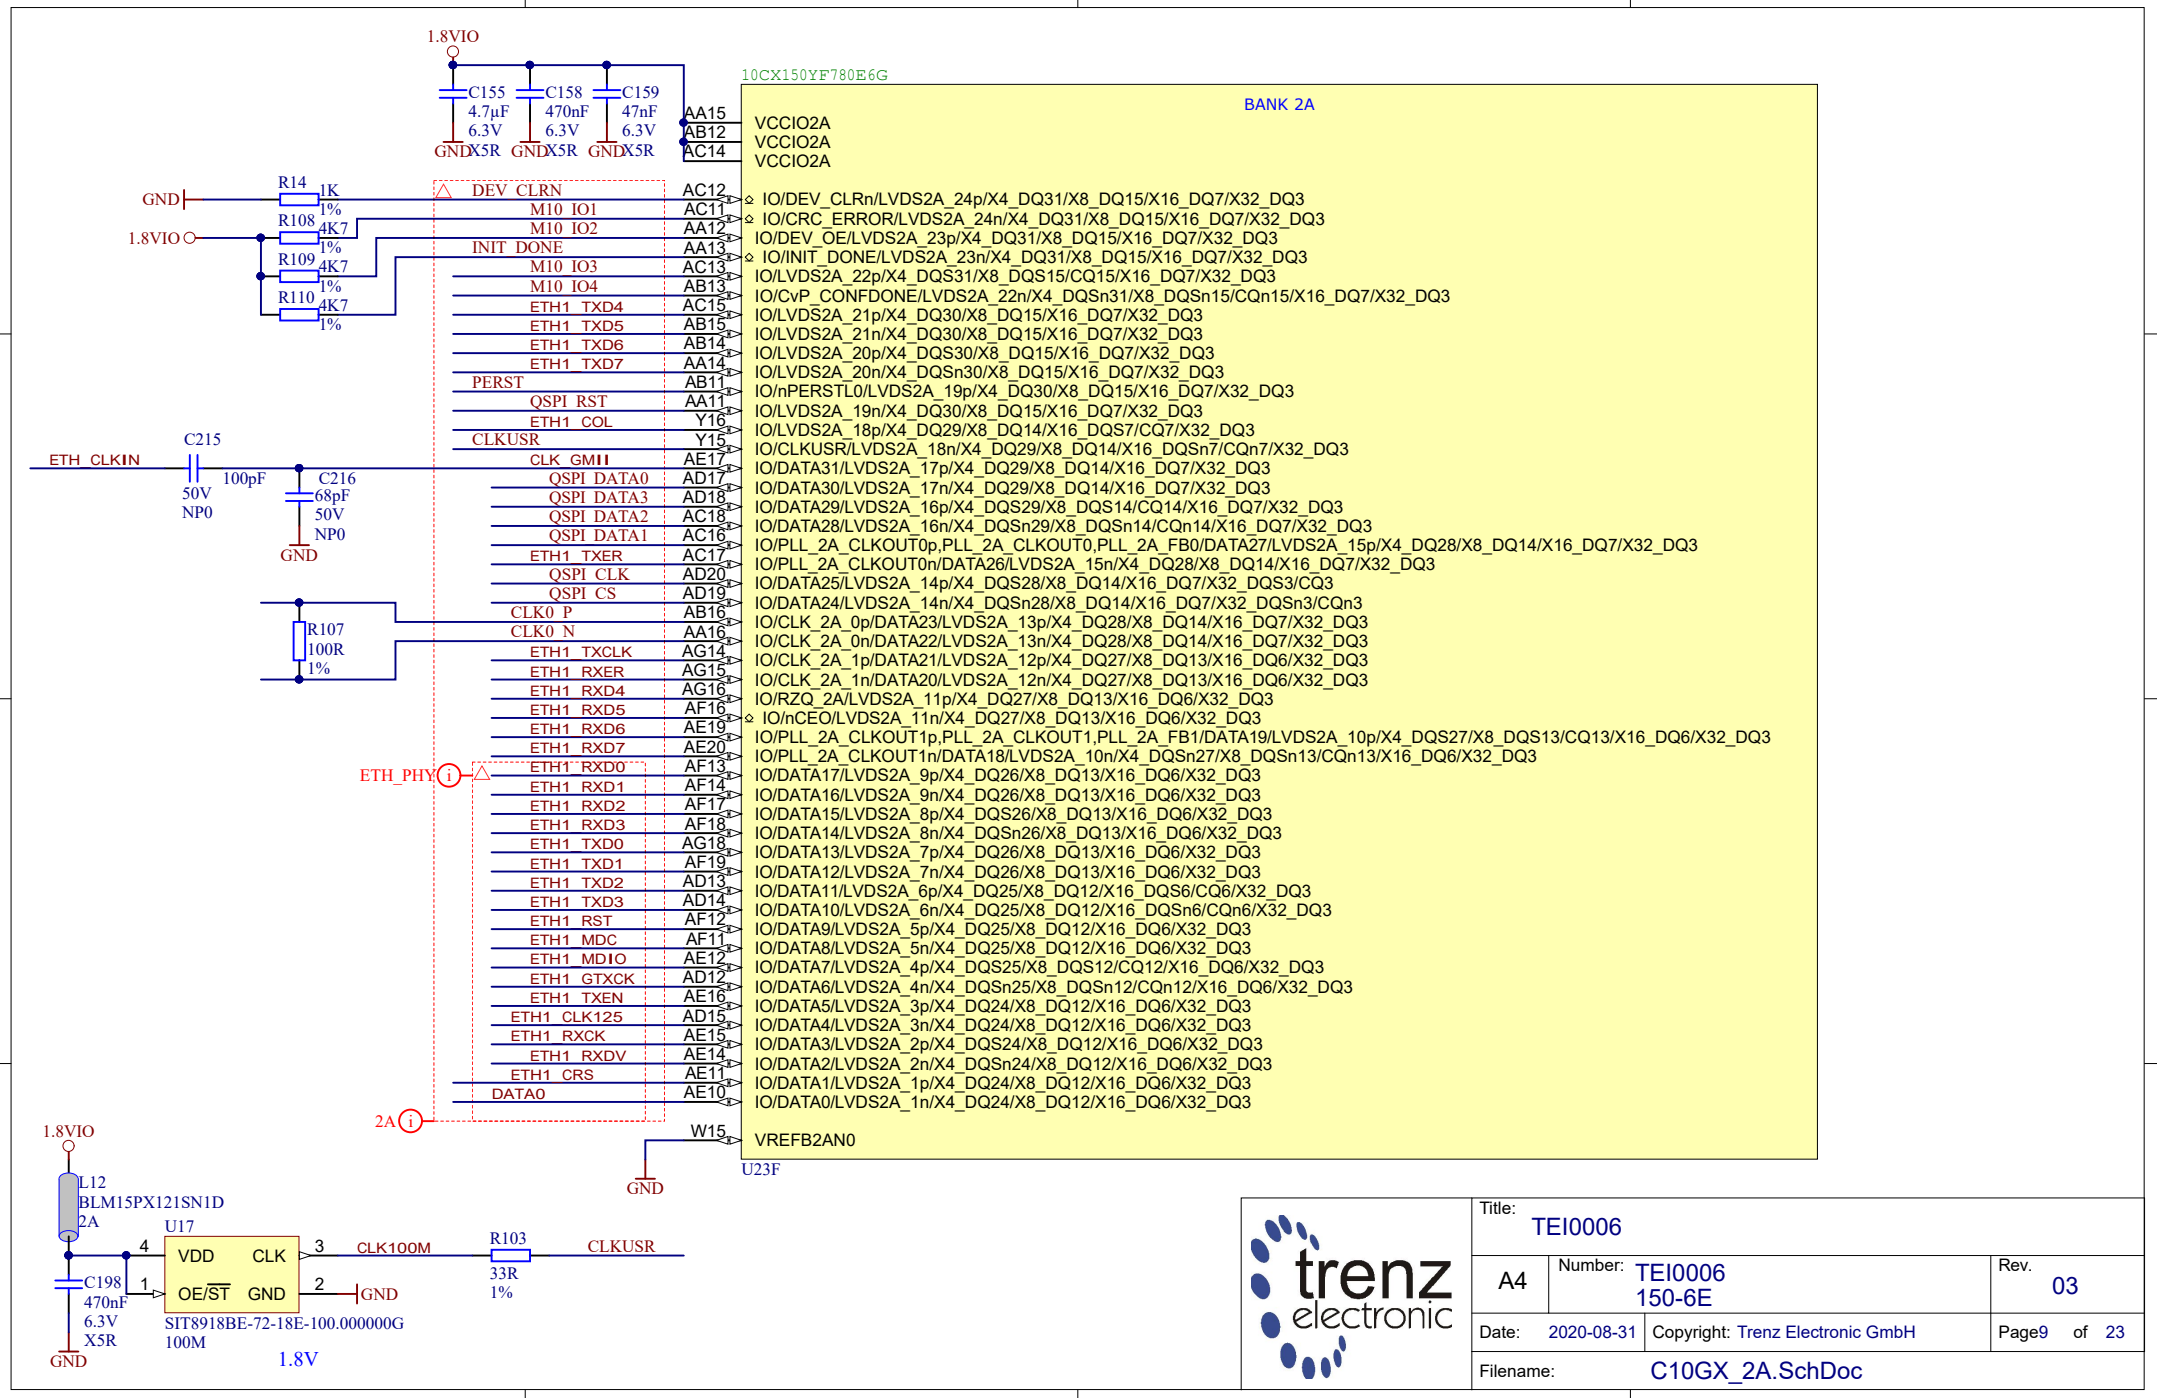 1.8VIO
C155
4.7µF
6.3V
X5R
GND
C158
470nF
6.3V
X5R
GND
C159
47nF
6.3V
X5R
GND
10CX150YF780E6G
BANK 2A
AA15 VCCIO2A
AB12 VCCIO2A
AC14 VCCIO2A
GND R14 1K 1%
1.8VIO R108 4K7 1%
R109 4K7 1%
R110 4K7 1%
DEV_CLRN AC12 IO/DEV_CLRn/LVDS2A_24p/X4_DQ31/X8_DQ15/X16_DQ7/X32_DQ3
M10_IO1 AC11 IO/CRC_ERROR/LVDS2A_24n/X4_DQ31/X8_DQ15/X16_DQ7/X32_DQ3
M10_IO2 AA12 IO/DEV_OE/LVDS2A_23p/X4_DQ31/X8_DQ15/X16_DQ7/X32_DQ3
INIT_DONE AA13 IO/INIT_DONE/LVDS2A_23n/X4_DQ31/X8_DQ15/X16_DQ7/X32_DQ3
M10_IO3 AC13 IO/LVDS2A_22p/X4_DQS31/X8_DQS15/CQ15/X16_DQ7/X32_DQ3
M10_IO4 AB13 IO/CvP_CONFDONE/LVDS2A_22n/X4_DQSn31/X8_DQSn15/CQn15/X16_DQ7/X32_DQ3
ETH1_TXD4 AC15 IO/LVDS2A_21p/X4_DQ30/X8_DQ15/X16_DQ7/X32_DQ3
ETH1_TXD5 AB15 IO/LVDS2A_21n/X4_DQ30/X8_DQ15/X16_DQ7/X32_DQ3
ETH1_TXD6 AB14 IO/LVDS2A_20p/X4_DQS30/X8_DQ15/X16_DQ7/X32_DQ3
ETH1_TXD7 AA14 IO/LVDS2A_20n/X4_DQSn30/X8_DQ15/X16_DQ7/X32_DQ3
PERST AB11 IO/nPERSTL0/LVDS2A_19p/X4_DQ30/X8_DQ15/X16_DQ7/X32_DQ3
QSPI_RST AA11 IO/LVDS2A_19n/X4_DQ30/X8_DQ15/X16_DQ7/X32_DQ3
ETH1_COL Y16 IO/LVDS2A_18p/X4_DQ29/X8_DQ14/X16_DQS7/CQ7/X32_DQ3
CLKUSR Y15 IO/CLKUSR/LVDS2A_18n/X4_DQ29/X8_DQ14/X16_DQSn7/CQn7/X32_DQ3
CLK_GMII AE17 IO/DATA31/LVDS2A_17p/X4_DQ29/X8_DQ14/X16_DQ7/X32_DQ3
QSPI_DATA0 AD17 IO/DATA30/LVDS2A_17n/X4_DQ29/X8_DQ14/X16_DQ7/X32_DQ3
QSPI_DATA3 AD18 IO/DATA29/LVDS2A_16p/X4_DQS29/X8_DQS14/CQ14/X16_DQ7/X32_DQ3
QSPI_DATA2 AC18 IO/DATA28/LVDS2A_16n/X4_DQSn29/X8_DQSn14/CQn14/X16_DQ7/X32_DQ3
QSPI_DATA1 AC16 IO/PLL_2A_CLKOUT0p,PLL_2A_CLKOUT0,PLL_2A_FB0/DATA27/LVDS2A_15p/X4_DQ28/X8_DQ14/X16_DQ7/X32_DQ3
ETH1_TXER AC17 IO/PLL_2A_CLKOUT0n/DATA26/LVDS2A_15n/X4_DQ28/X8_DQ14/X16_DQ7/X32_DQ3
QSPI_CLK AD20 IO/DATA25/LVDS2A_14p/X4_DQS28/X8_DQ14/X16_DQ7/X32_DQS3/CQ3
QSPI_CS AD19 IO/DATA24/LVDS2A_14n/X4_DQSn28/X8_DQ14/X16_DQ7/X32_DQSn3/CQn3
CLK0_P AB16 IO/CLK_2A_0p/DATA23/LVDS2A_13p/X4_DQ28/X8_DQ14/X16_DQ7/X32_DQ3
CLK0_N AA16 IO/CLK_2A_0n/DATA22/LVDS2A_13n/X4_DQ28/X8_DQ14/X16_DQ7/X32_DQ3
ETH1_TXCLK AG14 IO/CLK_2A_1p/DATA21/LVDS2A_12p/X4_DQ27/X8_DQ13/X16_DQ6/X32_DQ3
ETH1_RXER AG15 IO/CLK_2A_1n/DATA20/LVDS2A_12n/X4_DQ27/X8_DQ13/X16_DQ6/X32_DQ3
ETH1_RXD4 AG16 IO/RZQ_2A/LVDS2A_11p/X4_DQ27/X8_DQ13/X16_DQ6/X32_DQ3
ETH1_RXD5 AF16 IO/nCEO/LVDS2A_11n/X4_DQ27/X8_DQ13/X16_DQ6/X32_DQ3
ETH1_RXD6 AE19 IO/PLL_2A_CLKOUT1p,PLL_2A_CLKOUT1,PLL_2A_FB1/DATA19/LVDS2A_10p/X4_DQS27/X8_DQS13/CQ13/X16_DQ6/X32_DQ3
ETH1_RXD7 AE20 IO/PLL_2A_CLKOUT1n/DATA18/LVDS2A_10n/X4_DQSn27/X8_DQSn13/CQn13/X16_DQ6/X32_DQ3
ETH1_RXD0 AF13 IO/DATA17/LVDS2A_9p/X4_DQ26/X8_DQ13/X16_DQ6/X32_DQ3
ETH1_RXD1 AF14 IO/DATA16/LVDS2A_9n/X4_DQ26/X8_DQ13/X16_DQ6/X32_DQ3
ETH1_RXD2 AF17 IO/DATA15/LVDS2A_8p/X4_DQS26/X8_DQ13/X16_DQ6/X32_DQ3
ETH1_RXD3 AF18 IO/DATA14/LVDS2A_8n/X4_DQSn26/X8_DQ13/X16_DQ6/X32_DQ3
ETH1_TXD0 AG18 IO/DATA13/LVDS2A_7p/X4_DQ26/X8_DQ13/X16_DQ6/X32_DQ3
ETH1_TXD1 AF19 IO/DATA12/LVDS2A_7n/X4_DQ26/X8_DQ13/X16_DQ6/X32_DQ3
ETH1_TXD2 AD13 IO/DATA11/LVDS2A_6p/X4_DQ25/X8_DQ12/X16_DQS6/CQ6/X32_DQ3
ETH1_TXD3 AD14 IO/DATA10/LVDS2A_6n/X4_DQ25/X8_DQ12/X16_DQSn6/CQn6/X32_DQ3
ETH1_RST AF12 IO/DATA9/LVDS2A_5p/X4_DQ25/X8_DQ12/X16_DQ6/X32_DQ3
ETH1_MDC AF11 IO/DATA8/LVDS2A_5n/X4_DQ25/X8_DQ12/X16_DQ6/X32_DQ3
ETH1_MDIO AE12 IO/DATA7/LVDS2A_4p/X4_DQS25/X8_DQS12/CQ12/X16_DQ6/X32_DQ3
ETH1_GTXCK AD12 IO/DATA6/LVDS2A_4n/X4_DQSn25/X8_DQSn12/CQn12/X16_DQ6/X32_DQ3
ETH1_TXEN AE16 IO/DATA5/LVDS2A_3p/X4_DQ24/X8_DQ12/X16_DQ6/X32_DQ3
ETH1_CLK125 AD15 IO/DATA4/LVDS2A_3n/X4_DQ24/X8_DQ12/X16_DQ6/X32_DQ3
ETH1_RXCK AE15 IO/DATA3/LVDS2A_2p/X4_DQS24/X8_DQ12/X16_DQ6/X32_DQ3
ETH1_RXDV AE14 IO/DATA2/LVDS2A_2n/X4_DQSn24/X8_DQ12/X16_DQ6/X32_DQ3
ETH1_CRS AE11 IO/DATA1/LVDS2A_1p/X4_DQ24/X8_DQ12/X16_DQ6/X32_DQ3
DATA0 AE10 IO/DATA0/LVDS2A_1n/X4_DQ24/X8_DQ12/X16_DQ6/X32_DQ3
W15 VREFB2AN0
U23F
GND
ETH_CLKIN
C215
100pF
50V
NP0
C216
68pF
50V
NP0
GND
R107
100R
1%
ETH_PHY i
2A i
1.8VIO
L12
BLM15PX121SN1D
2A
U17
4 VDD CLK 3 CLK100M
1 OE/ST GND 2 GND
SIT8918BE-72-18E-100.000000G
100M
1.8V
C198
470nF
6.3V
X5R
GND
R103
33R
1%
CLKUSR
trenz
electronic
Title:
TEI0006
A4
Number: TEI0006
150-6E
Rev.
03
Date: 2020-08-31
Copyright: Trenz Electronic GmbH
Page9 of 23
Filename: C10GX_2A.SchDoc